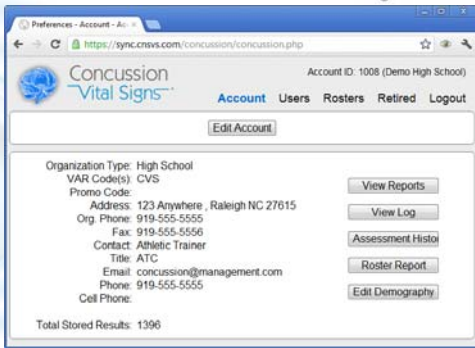 Preferences - Account - Ac
https://sync.cnsvs.com/concussion/concussion.php
Concussion
Vital Signs
Account ID: 1008 (Demo High School)
Account Users Rosters Retired Logout
Edit Account
Organization Type: High School
VAR Code(s): CVS
Promo Code:
Address: 123 Anywhere , Raleigh NC 27615
Org. Phone: 919-555-5555
Fax: 919-555-5556
Contact: Athletic Trainer
Title: ATC
Email: concussion@management.com
Phone: 919-555-5555
Cell Phone:
Total Stored Results: 1396
View Reports
View Log
Assessment Histo
Roster Report
Edit Demography